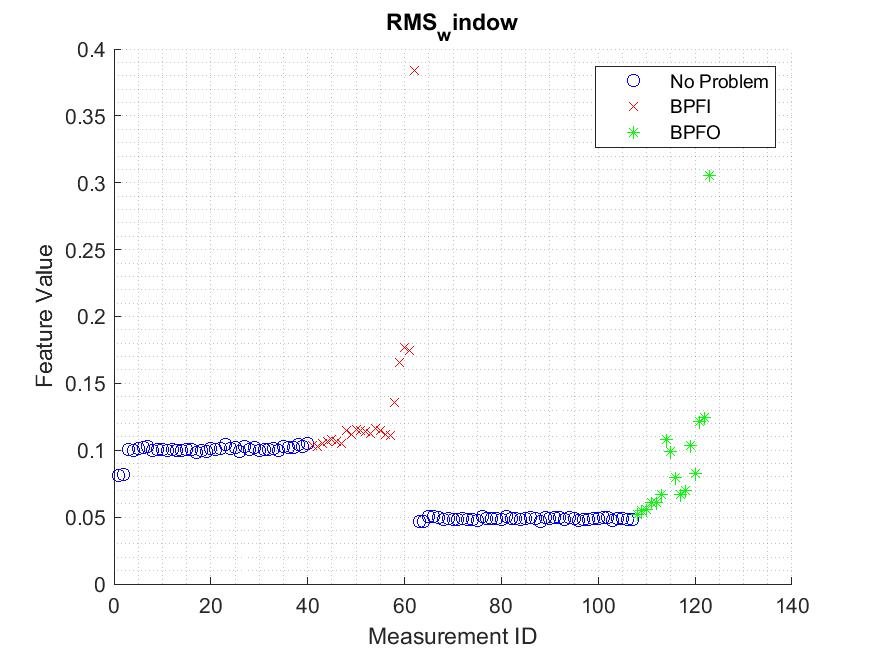 RMS_window
0.4
0.35
0.3
0.25
0.2
0.15
0.1
0.05
0
0 20 40 60 80 100 120 140
Feature Value
Measurement ID
No Problem
BPFI
BPFO